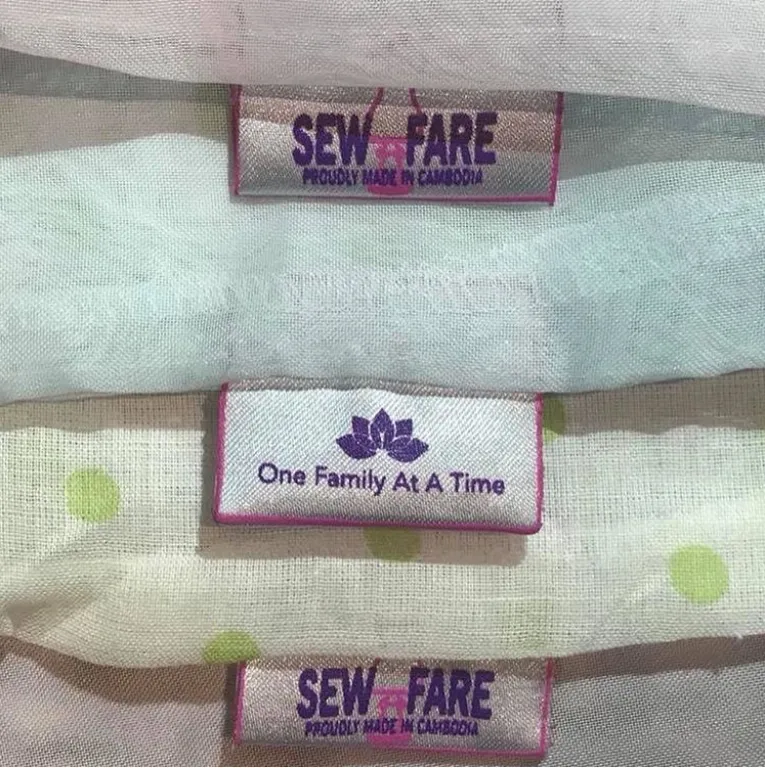 SEW FARE
PROUDLY MADE IN CAMBODIA
One Family At A Time
SEW FARE
PROUDLY MADE IN CAMBODIA